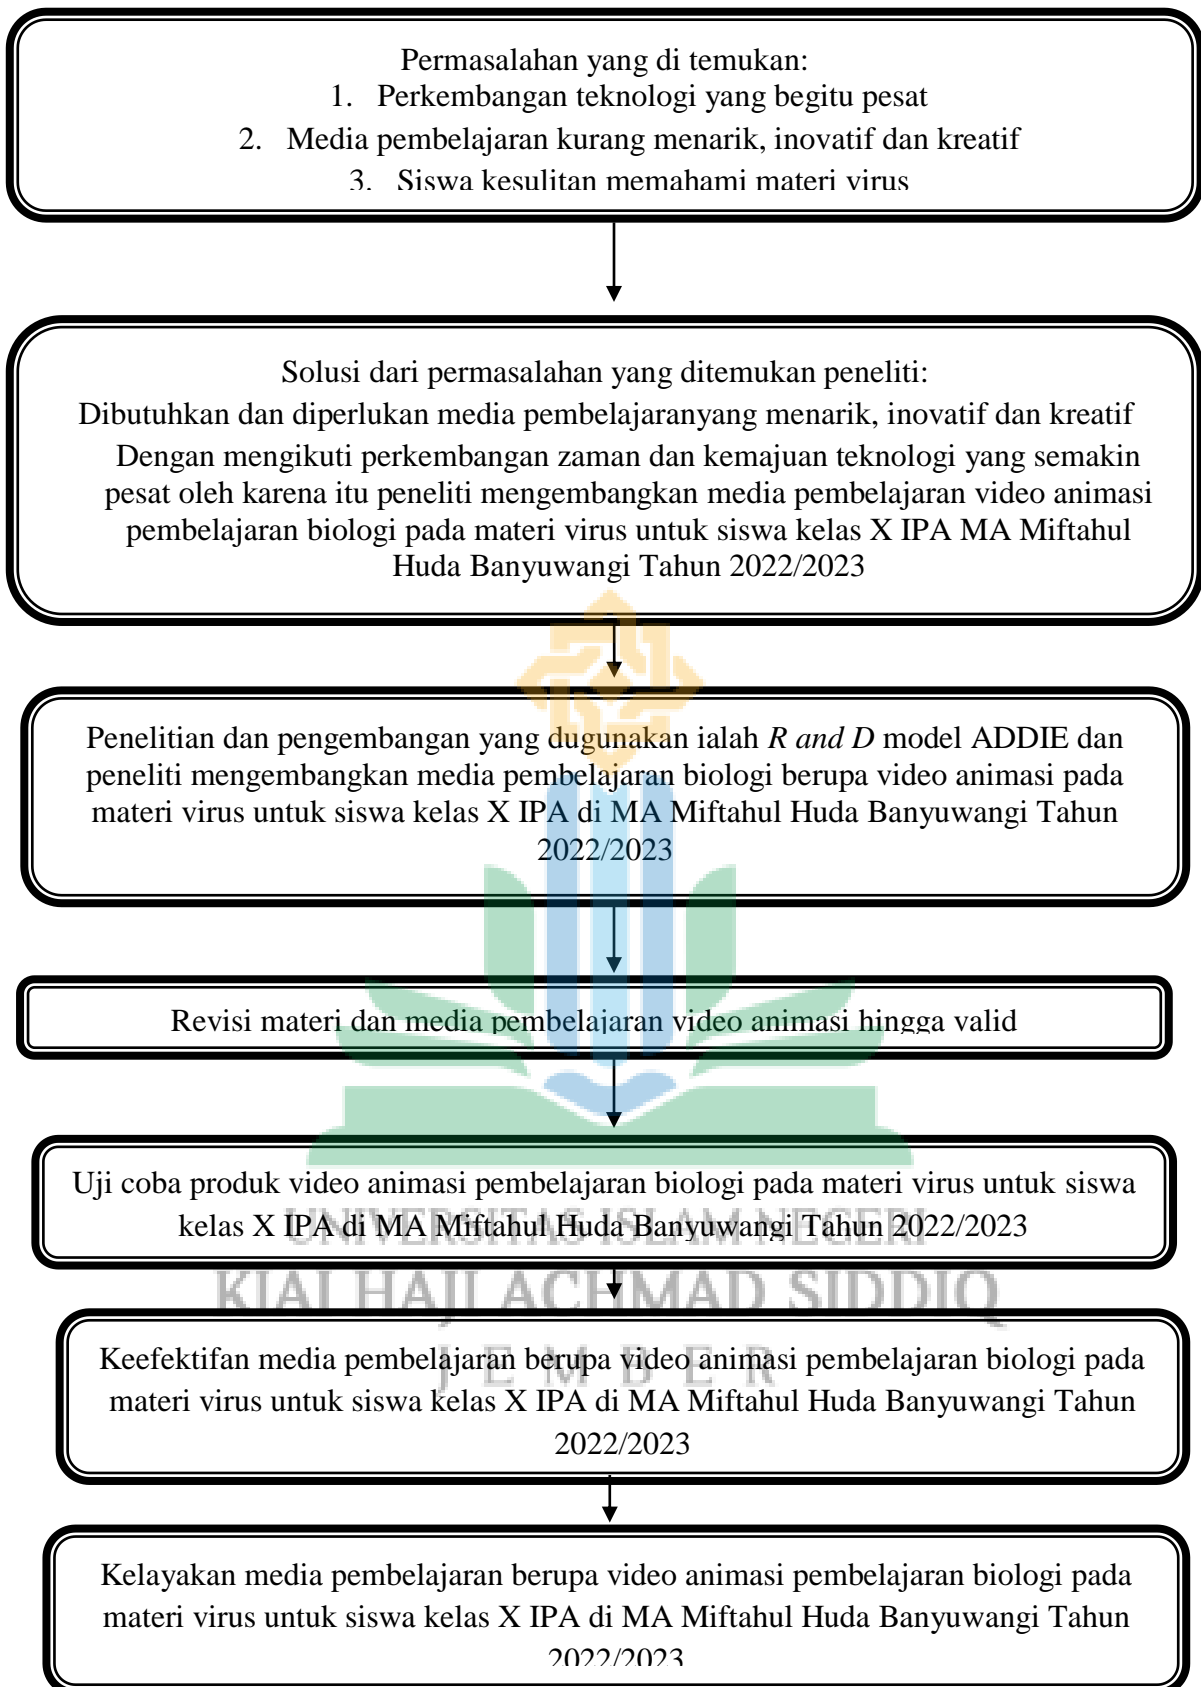 Permasalahan yang di temukan:
1. Perkembangan teknologi yang begitu pesat
2. Media pembelajaran kurang menarik, inovatif dan kreatif
3. Siswa kesulitan memahami materi virus
Solusi dari permasalahan yang ditemukan peneliti:
Dibutuhkan dan diperlukan media pembelajaranyang menarik, inovatif dan kreatif
Dengan mengikuti perkembangan zaman dan kemajuan teknologi yang semakin
pesat oleh karena itu peneliti mengembangkan media pembelajaran video animasi
pembelajaran biologi pada materi virus untuk siswa kelas X IPA MA Miftahul
Huda Banyuwangi Tahun 2022/2023
Penelitian dan pengembangan yang dugunakan ialah R and D model ADDIE dan
peneliti mengembangkan media pembelajaran biologi berupa video animasi pada
materi virus untuk siswa kelas X IPA di MA Miftahul Huda Banyuwangi Tahun
2022/2023
Revisi materi dan media pembelajaran video animasi hingga valid
Uji coba produk video animasi pembelajaran biologi pada materi virus untuk siswa
kelas X IPA di MA Miftahul Huda Banyuwangi Tahun 2022/2023
UNIVERSITAS ISLAM NEGERI
KIAI HAJI ACHMAD SIDDIQ
JEMBER
Keefektifan media pembelajaran berupa video animasi pembelajaran biologi pada
materi virus untuk siswa kelas X IPA di MA Miftahul Huda Banyuwangi Tahun
2022/2023
Kelayakan media pembelajaran berupa video animasi pembelajaran biologi pada
materi virus untuk siswa kelas X IPA di MA Miftahul Huda Banyuwangi Tahun
2022/2023